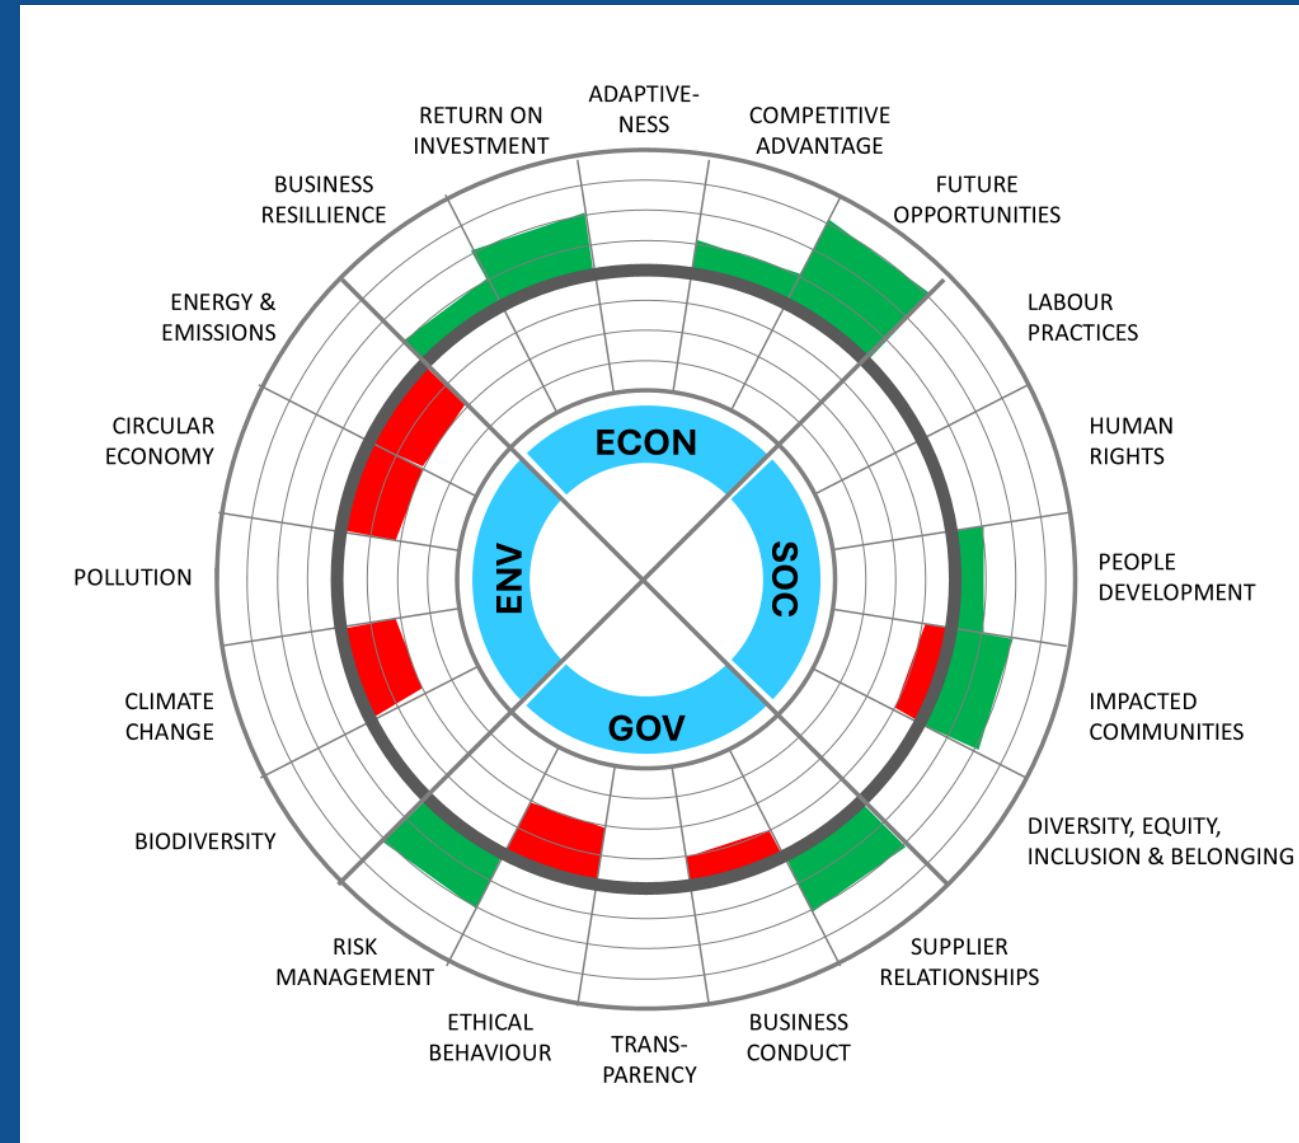 ADAPTIVE-
NESS
RETURN ON
INVESTMENT
COMPETITIVE
ADVANTAGE
BUSINESS
RESILLIENCE
FUTURE
OPPORTUNITIES
ENERGY &
EMISSIONS
LABOUR
PRACTICES
CIRCULAR
ECONOMY
HUMAN
RIGHTS
ECON
ENV
SOC
GOV
POLLUTION
PEOPLE
DEVELOPMENT
CLIMATE
CHANGE
IMPACTED
COMMUNITIES
BIODIVERSITY
DIVERSITY, EQUITY,
INCLUSION & BELONGING
RISK
MANAGEMENT
SUPPLIER
RELATIONSHIPS
ETHICAL
BEHAVIOUR
TRANS-
PARENCY
BUSINESS
CONDUCT